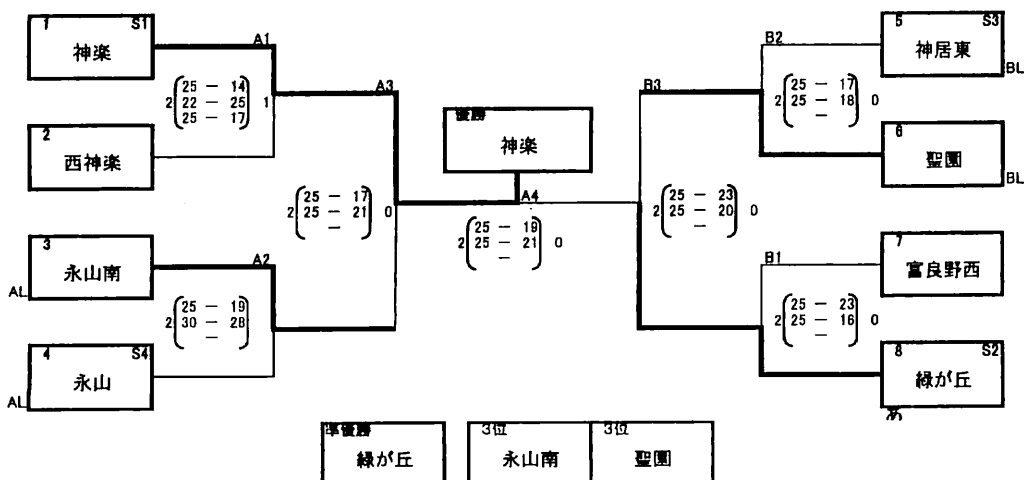 1 S1
神楽
2
西神楽
3
永山南
AL
4 S4
永山
AL
A1
2 25 ― 14 1
22 ― 25
25 ― 17
A2
2 25 ― 19
30 ― 28
―
A3
2 25 ― 17 0
25 ― 21
―
優勝
神楽
A4
2 25 ― 19 0
25 ― 21
―
B3
2 25 ― 23 0
25 ― 20
―
B2
2 25 ― 17 0
25 ― 18
―
B1
2 25 ― 23 0
25 ― 16
―
5 S3
神居東
BL
6
聖園
BL
7
富良野西
8 S2
緑が丘
あ
準優勝
緑が丘
3位
永山南
3位
聖園